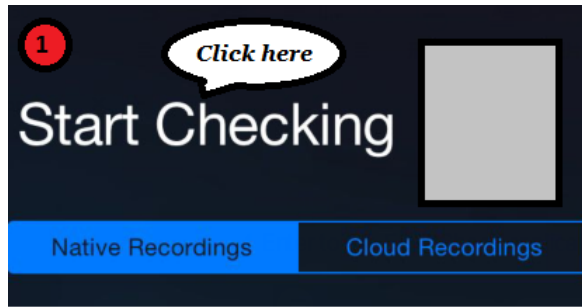 1
Click here
Start Checking
Native Recordings
Cloud Recordings